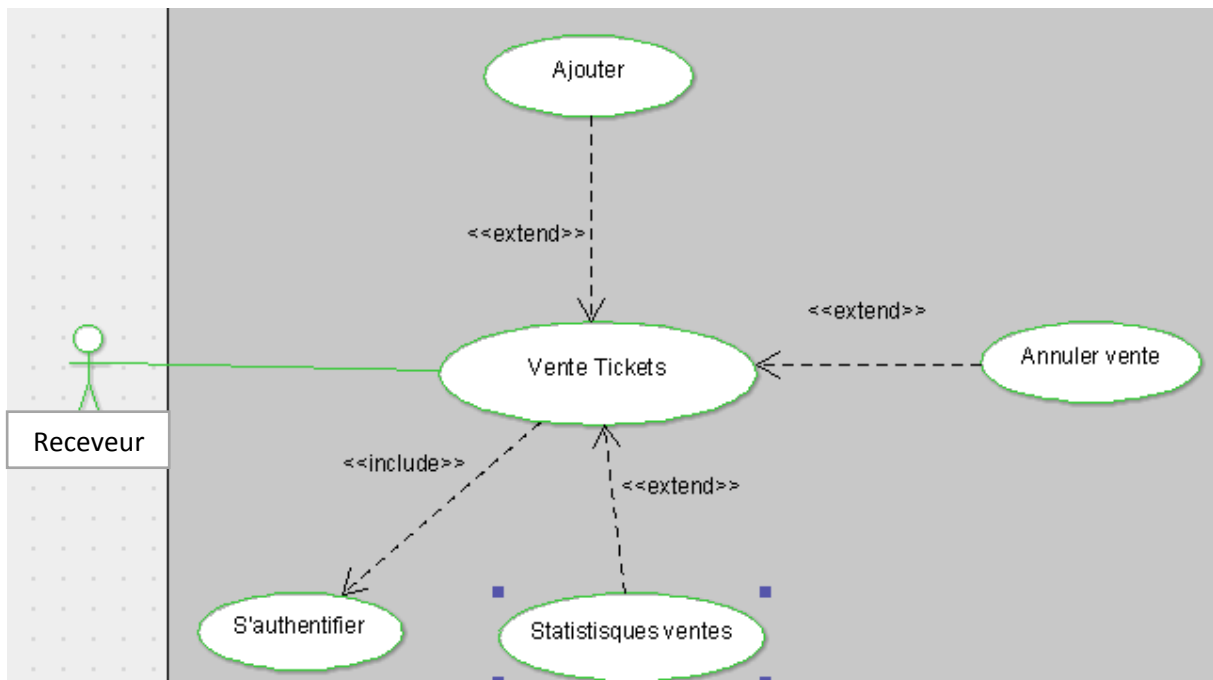 Ajouter
<<extend>>
<<extend>>
Vente Tickets
Annuler vente
Receveur
<<include>>
<<extend>>
S'authentifier
Statistisques ventes